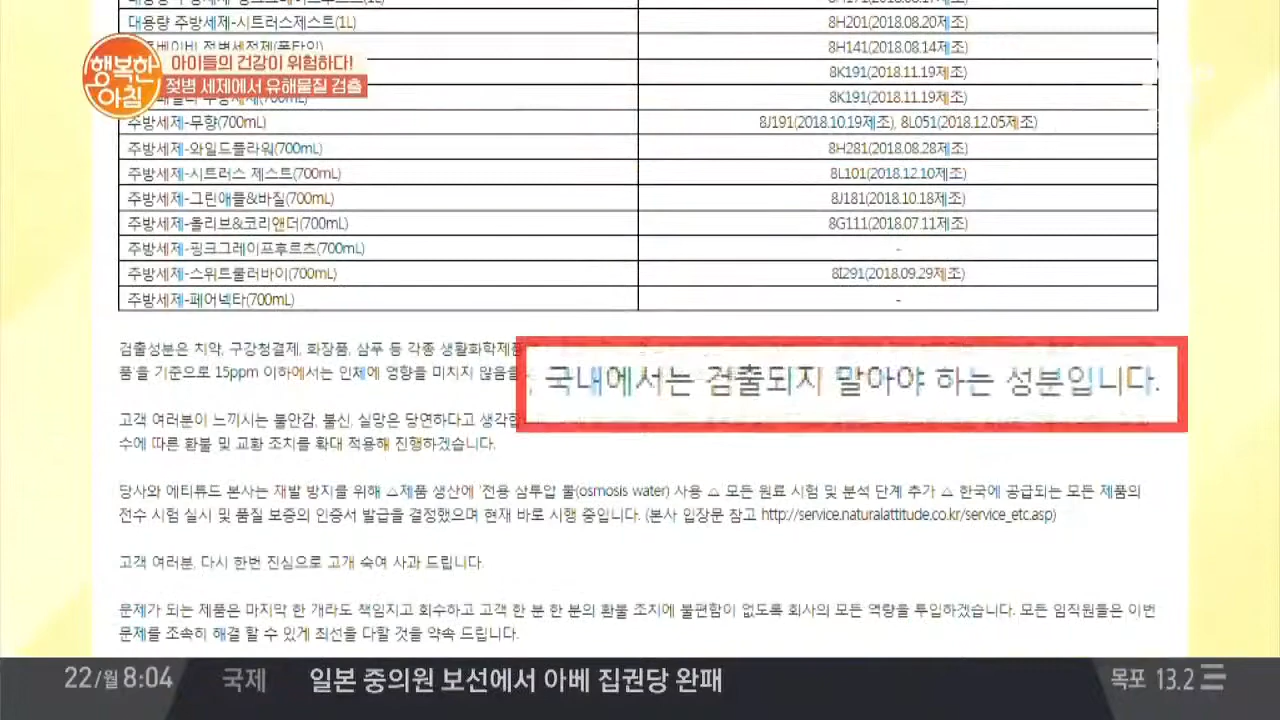 대용량 주방세제-시트러스제스트(1L) 8H201(2018.08.20제조)
8H141(2018.08.14제조)
행복한 아침
아이들의 건강이 위험하다!
젖병 세제에서 유해물질 검출
8K191(2018.11.19제조)
8K191(2018.11.19제조)
주방세제-무향(700mL) 8J191(2018.10.19제조), 8L051(2018.12.05제조)
주방세제-와일드플라워(700mL) 8H281(2018.08.28제조)
주방세제-시트러스 제스트(700mL) 8L101(2018.12.10제조)
주방세제-그린애플&바질(700mL) 8J181(2018.10.18제조)
주방세제-올리브&코리앤더(700mL) 8G111(2018.07.11제조)
주방세제-핑크그레이프후르츠(700mL) -
주방세제-스위트룰러바이(700mL) 8I291(2018.09.29제조)
주방세제-페어넥타(700mL) -
검출성분은 치약, 구강청결제, 화장품, 샴푸 등 각종 생활화학제품
품'을 기준으로 15ppm 이하에서는 인체에 영향을 미치지 않음을
국내에서는 검출되지 말아야 하는 성분입니다.
고객 여러분이 느끼시는 불안감, 불신, 실망은 당연하다고 생각합
수에 따른 환불 및 교환 조치를 확대 적용해 진행하겠습니다.
당사와 에티튜드 본사는 재발 방지를 위해 △제품 생산에 '전용 삼투압 물(osmosis water) 사용 △ 모든 원료 시험 및 분석 단계 추가 △ 한국에 공급되는 모든 제품의
전수 시험 실시 및 품질 보증의 인증서 발급을 결정했으며 현재 바로 시행 중입니다. (본사 입장문 참고 http://service.naturalattitude.co.kr/service_etc.asp)
고객 여러분, 다시 한번 진심으로 고개 숙여 사과 드립니다.
문제가 되는 제품은 마지막 한 개라도 책임지고 회수하고 고객 한 분 한 분의 환불 조치에 불편함이 없도록 회사의 모든 역량을 투입하겠습니다. 모든 임직원들은 이번
문제를 조속히 해결 할 수 있게 최선을 다할 것을 약속 드립니다.
22/월 8:04 국제 일본 중의원 보선에서 아베 집권당 완패 목포 13.2